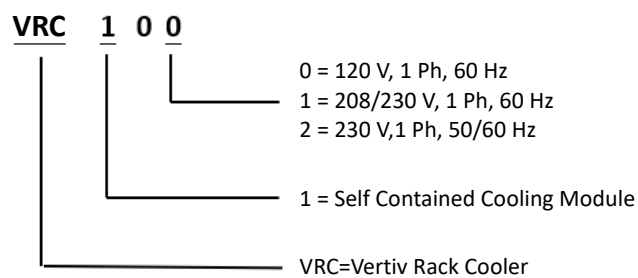 VRC 1 0 0
0 = 120 V, 1 Ph, 60 Hz
1 = 208/230 V, 1 Ph, 60 Hz
2 = 230 V,1 Ph, 50/60 Hz
1 = Self Contained Cooling Module
VRC=Vertiv Rack Cooler